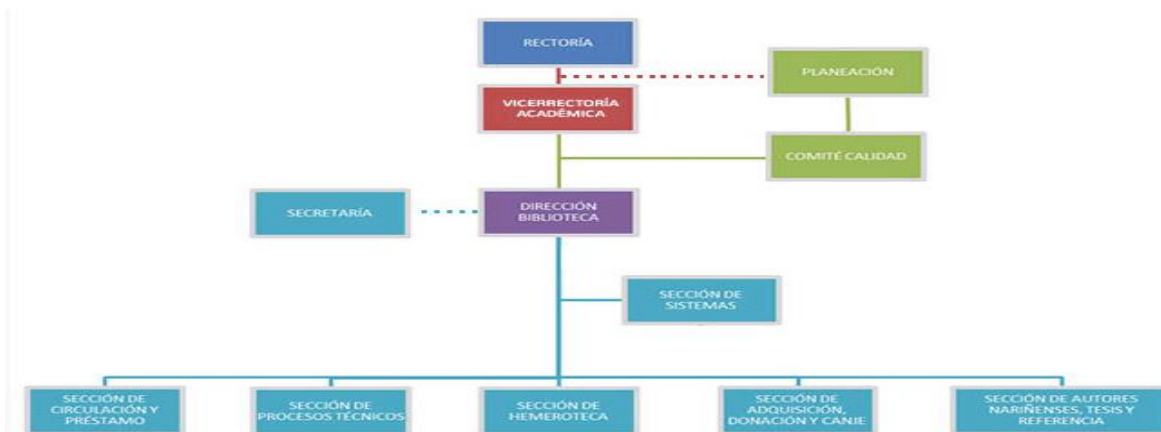 RECTORÍA
PLANEACIÓN
VICERRECTORÍA
ACADÉMICA
COMITÉ CALIDAD
SECRETARÍA
DIRECCIÓN
BIBLIOTECA
SECCIÓN DE
SISTEMAS
SECCIÓN DE
CIRCULACIÓN Y
PRÉSTAMO
SECCIÓN DE
PROCESOS TÉCNICOS
SECCIÓN DE
HEMEROTECA
SECCIÓN DE
ADQUISICIÓN,
DONACIÓN Y CANJE
SECCIÓN DE AUTORES
NARIÑENSES, TESIS Y
REFERENCIA